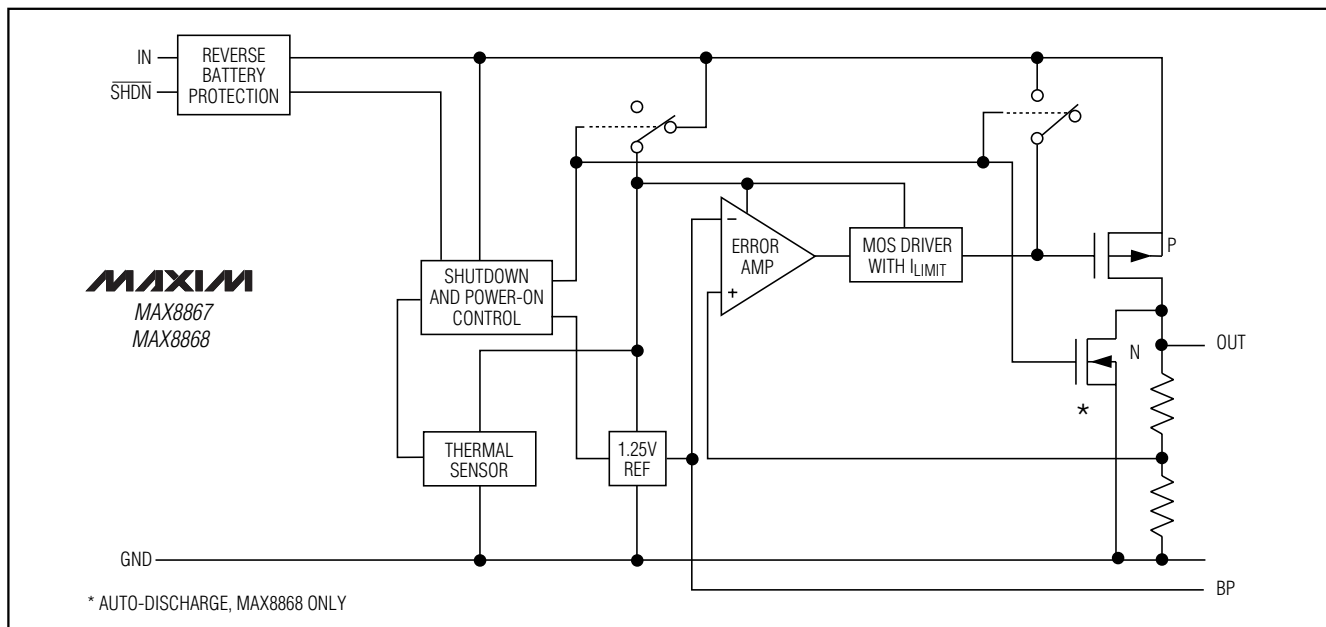 IN
SHDN
REVERSE
BATTERY
PROTECTION
MAXIM
MAX8867
MAX8868
SHUTDOWN
AND POWER-ON
CONTROL
−
ERROR
AMP
+
MOS DRIVER
WITH ILIMIT
P
N
OUT
*
THERMAL
SENSOR
1.25V
REF
GND
BP
* AUTO-DISCHARGE, MAX8868 ONLY